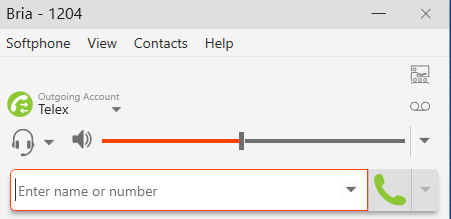 Bria - 1204
Softphone View Contacts Help
Outgoing Account
Telex
Enter name or number